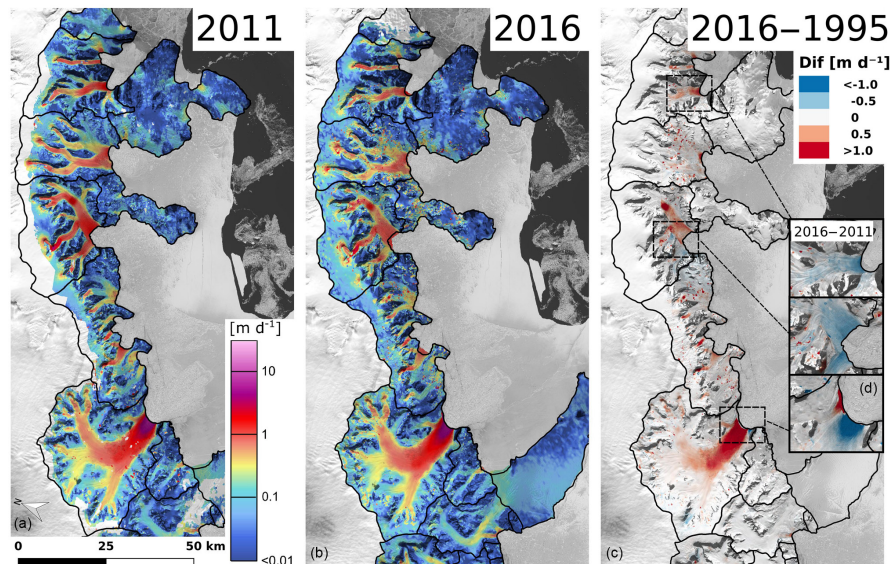 2011
2016
2016–1995
Dif [m d⁻¹]
<-1.0
-0.5
0
0.5
>1.0
2016−2011
[m d⁻¹]
10
1
0.1
<0.01
(d)
N
(a)
(b)
(c)
0 25 50 km